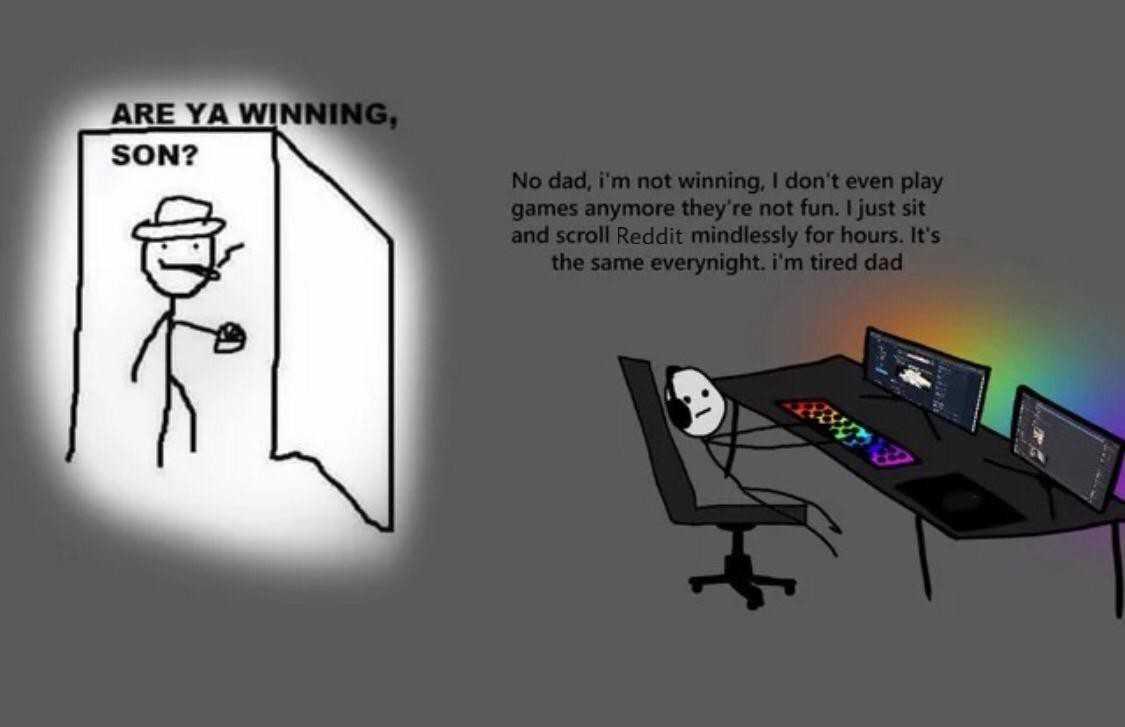 ARE YA WINNING,
SON?
No dad, i'm not winning, I don't even play
games anymore they're not fun. I just sit
and scroll Reddit mindlessly for hours. It's
the same everynight. i'm tired dad